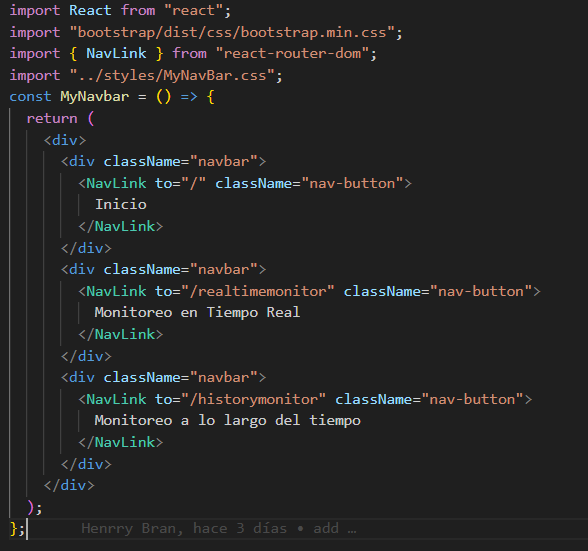 import React from "react";
import "bootstrap/dist/css/bootstrap.min.css";
import { NavLink } from "react-router-dom";
import "../styles/MyNavBar.css";
const MyNavbar = () => {
  return (
    <div>
      <div className="navbar">
        <NavLink to="/" className="nav-button">
          Inicio
        </NavLink>
      </div>
      <div className="navbar">
        <NavLink to="/realtimemonitor" className="nav-button">
          Monitoreo en Tiempo Real
        </NavLink>
      </div>
      <div className="navbar">
        <NavLink to="/historymonitor" className="nav-button">
          Monitoreo a lo largo del tiempo
        </NavLink>
      </div>
    </div>
  );
};      Henrry Bran, hace 3 días • add …